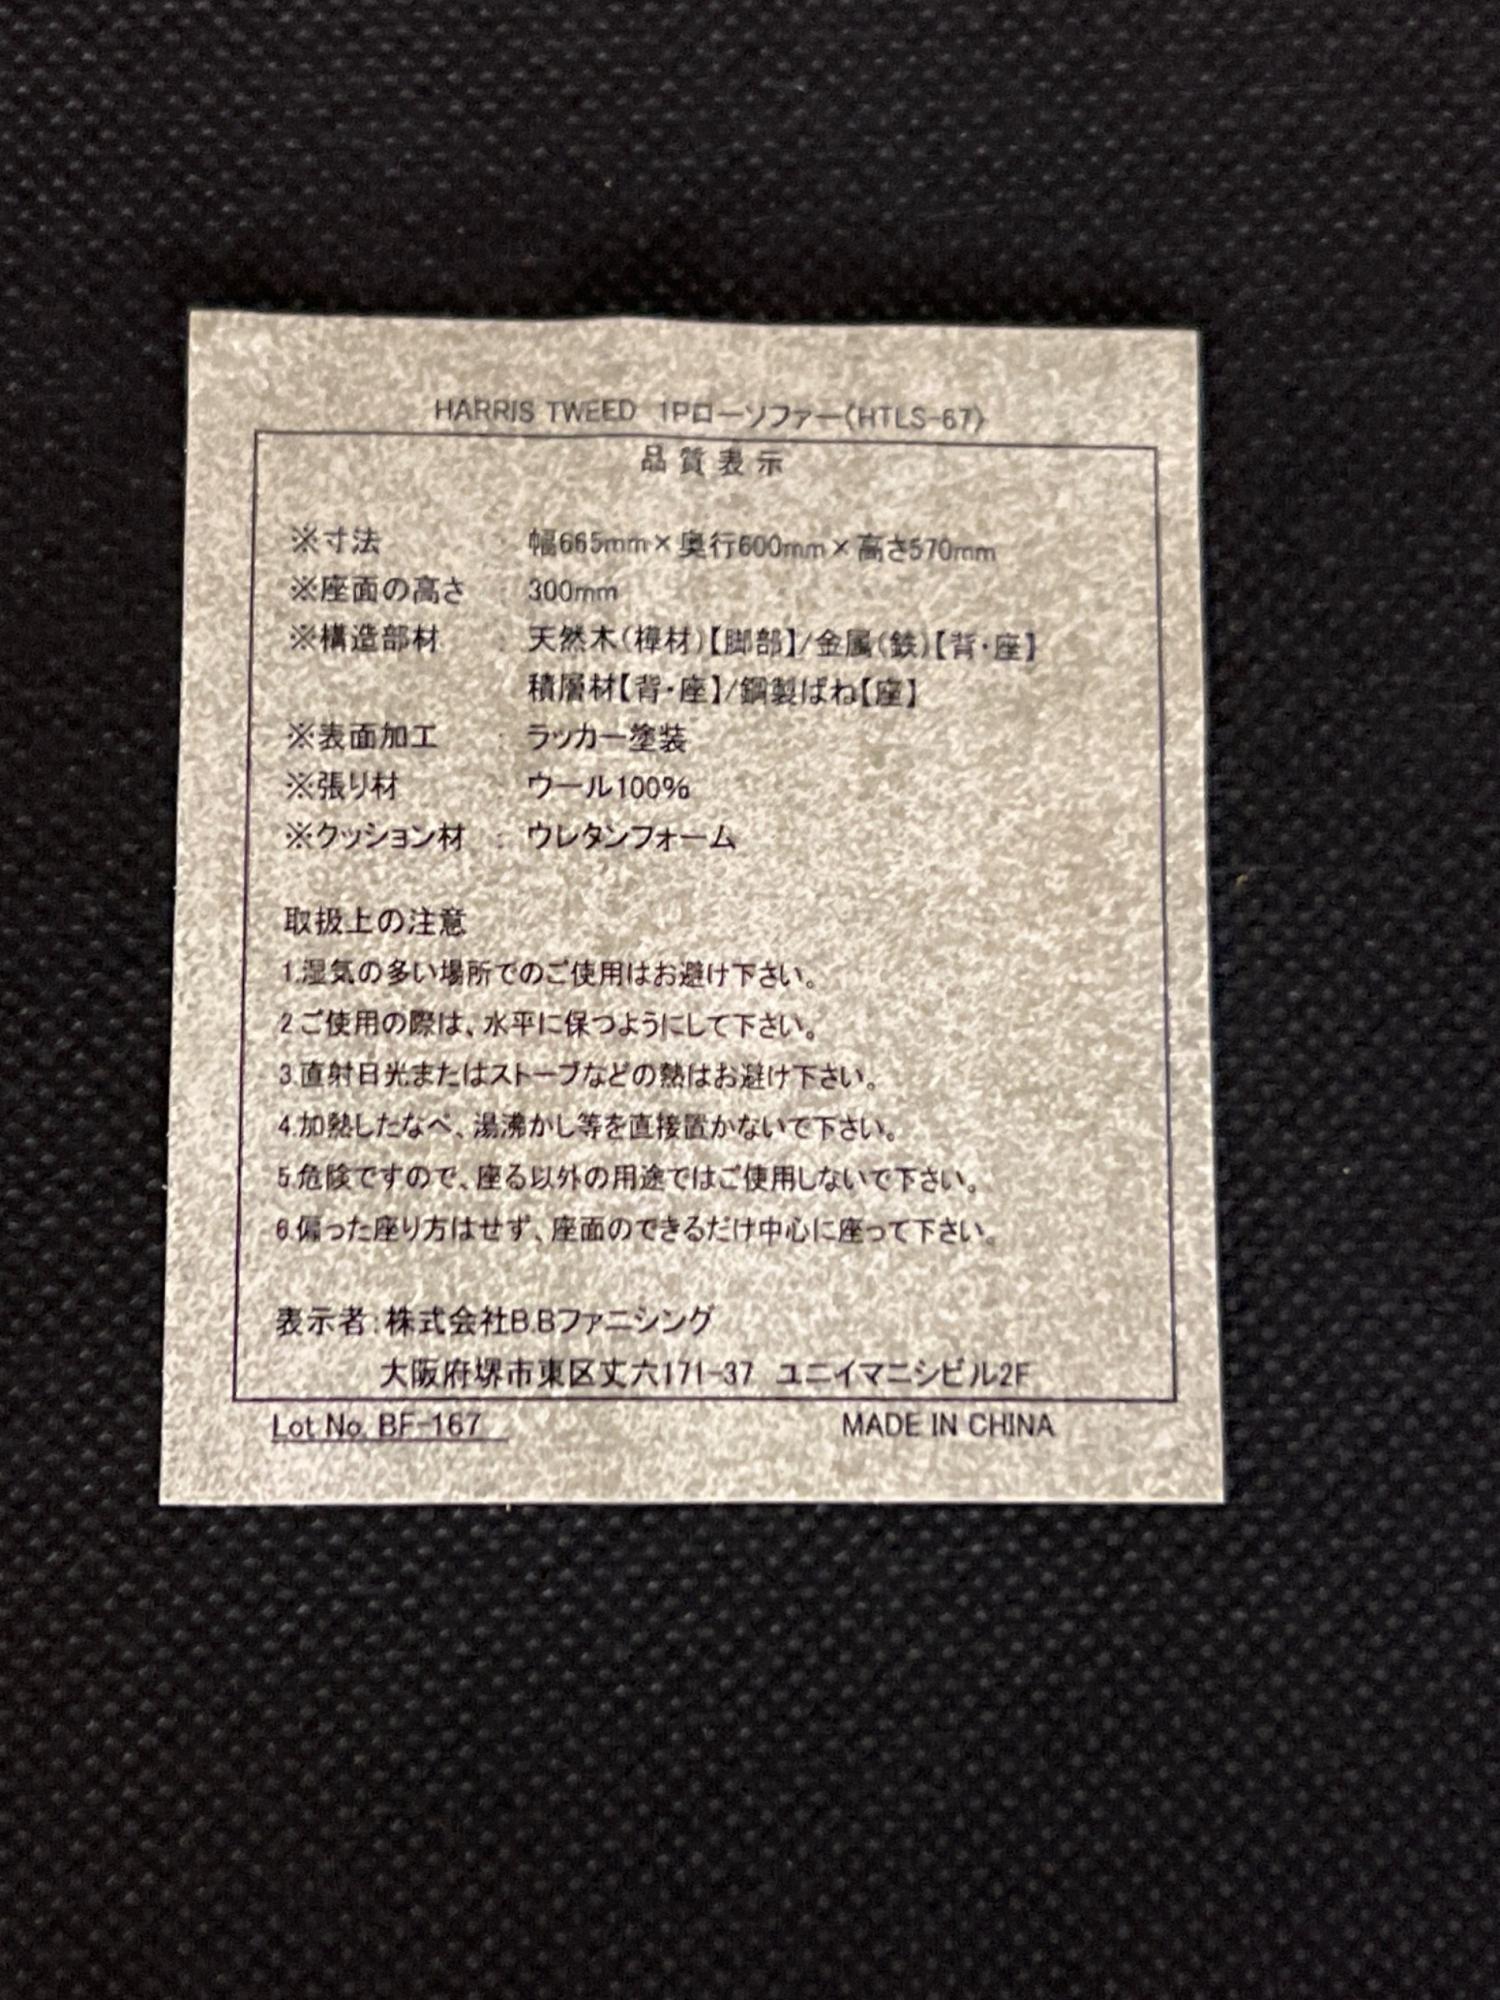 HARRIS TWEED 1Pローソファー(HTLS-67)
品質表示
※寸法 : 幅665mm×奥行600mm×高さ570mm
※座面の高さ : 300mm
※構造部材 : 天然木(樺材)【脚部】/金属(鉄)【背・座】
積層材【背・座】/鋼製ばね【座】
※表面加工 : ラッカー塗装
※張り材 : ウール100%
※クッション材 : ウレタンフォーム
取扱上の注意
1.湿気の多い場所でのご使用はお避け下さい。
2.ご使用の際は、水平に保つようにして下さい。
3.直射日光またはストーブなどの熱はお避け下さい。
4.加熱したなべ、湯沸かし等を直接置かないで下さい。
5.危険ですので、座る以外の用途ではご使用しないで下さい。
6.偏った座り方はせず、座面のできるだけ中心に座って下さい。
表示者:株式会社B.Bファニシング
大阪府堺市東区丈六171-37 ユニイマニシビル2F
Lot No. BF-167 MADE IN CHINA